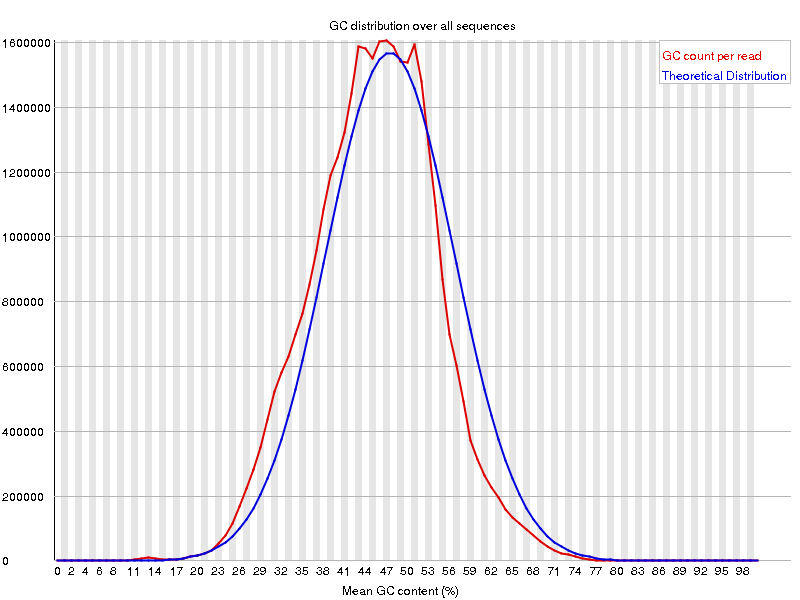 GC distribution over all sequences
GC count per read
Theoretical Distribution
1600000
1400000
1200000
1000000
800000
600000
400000
200000
0
0 2 4 6 8 11 14 17 20 23 26 29 32 35 38 41 44 47 50 53 56 59 62 65 68 71 74 77 80 83 86 89 92 95 98
Mean GC content (%)